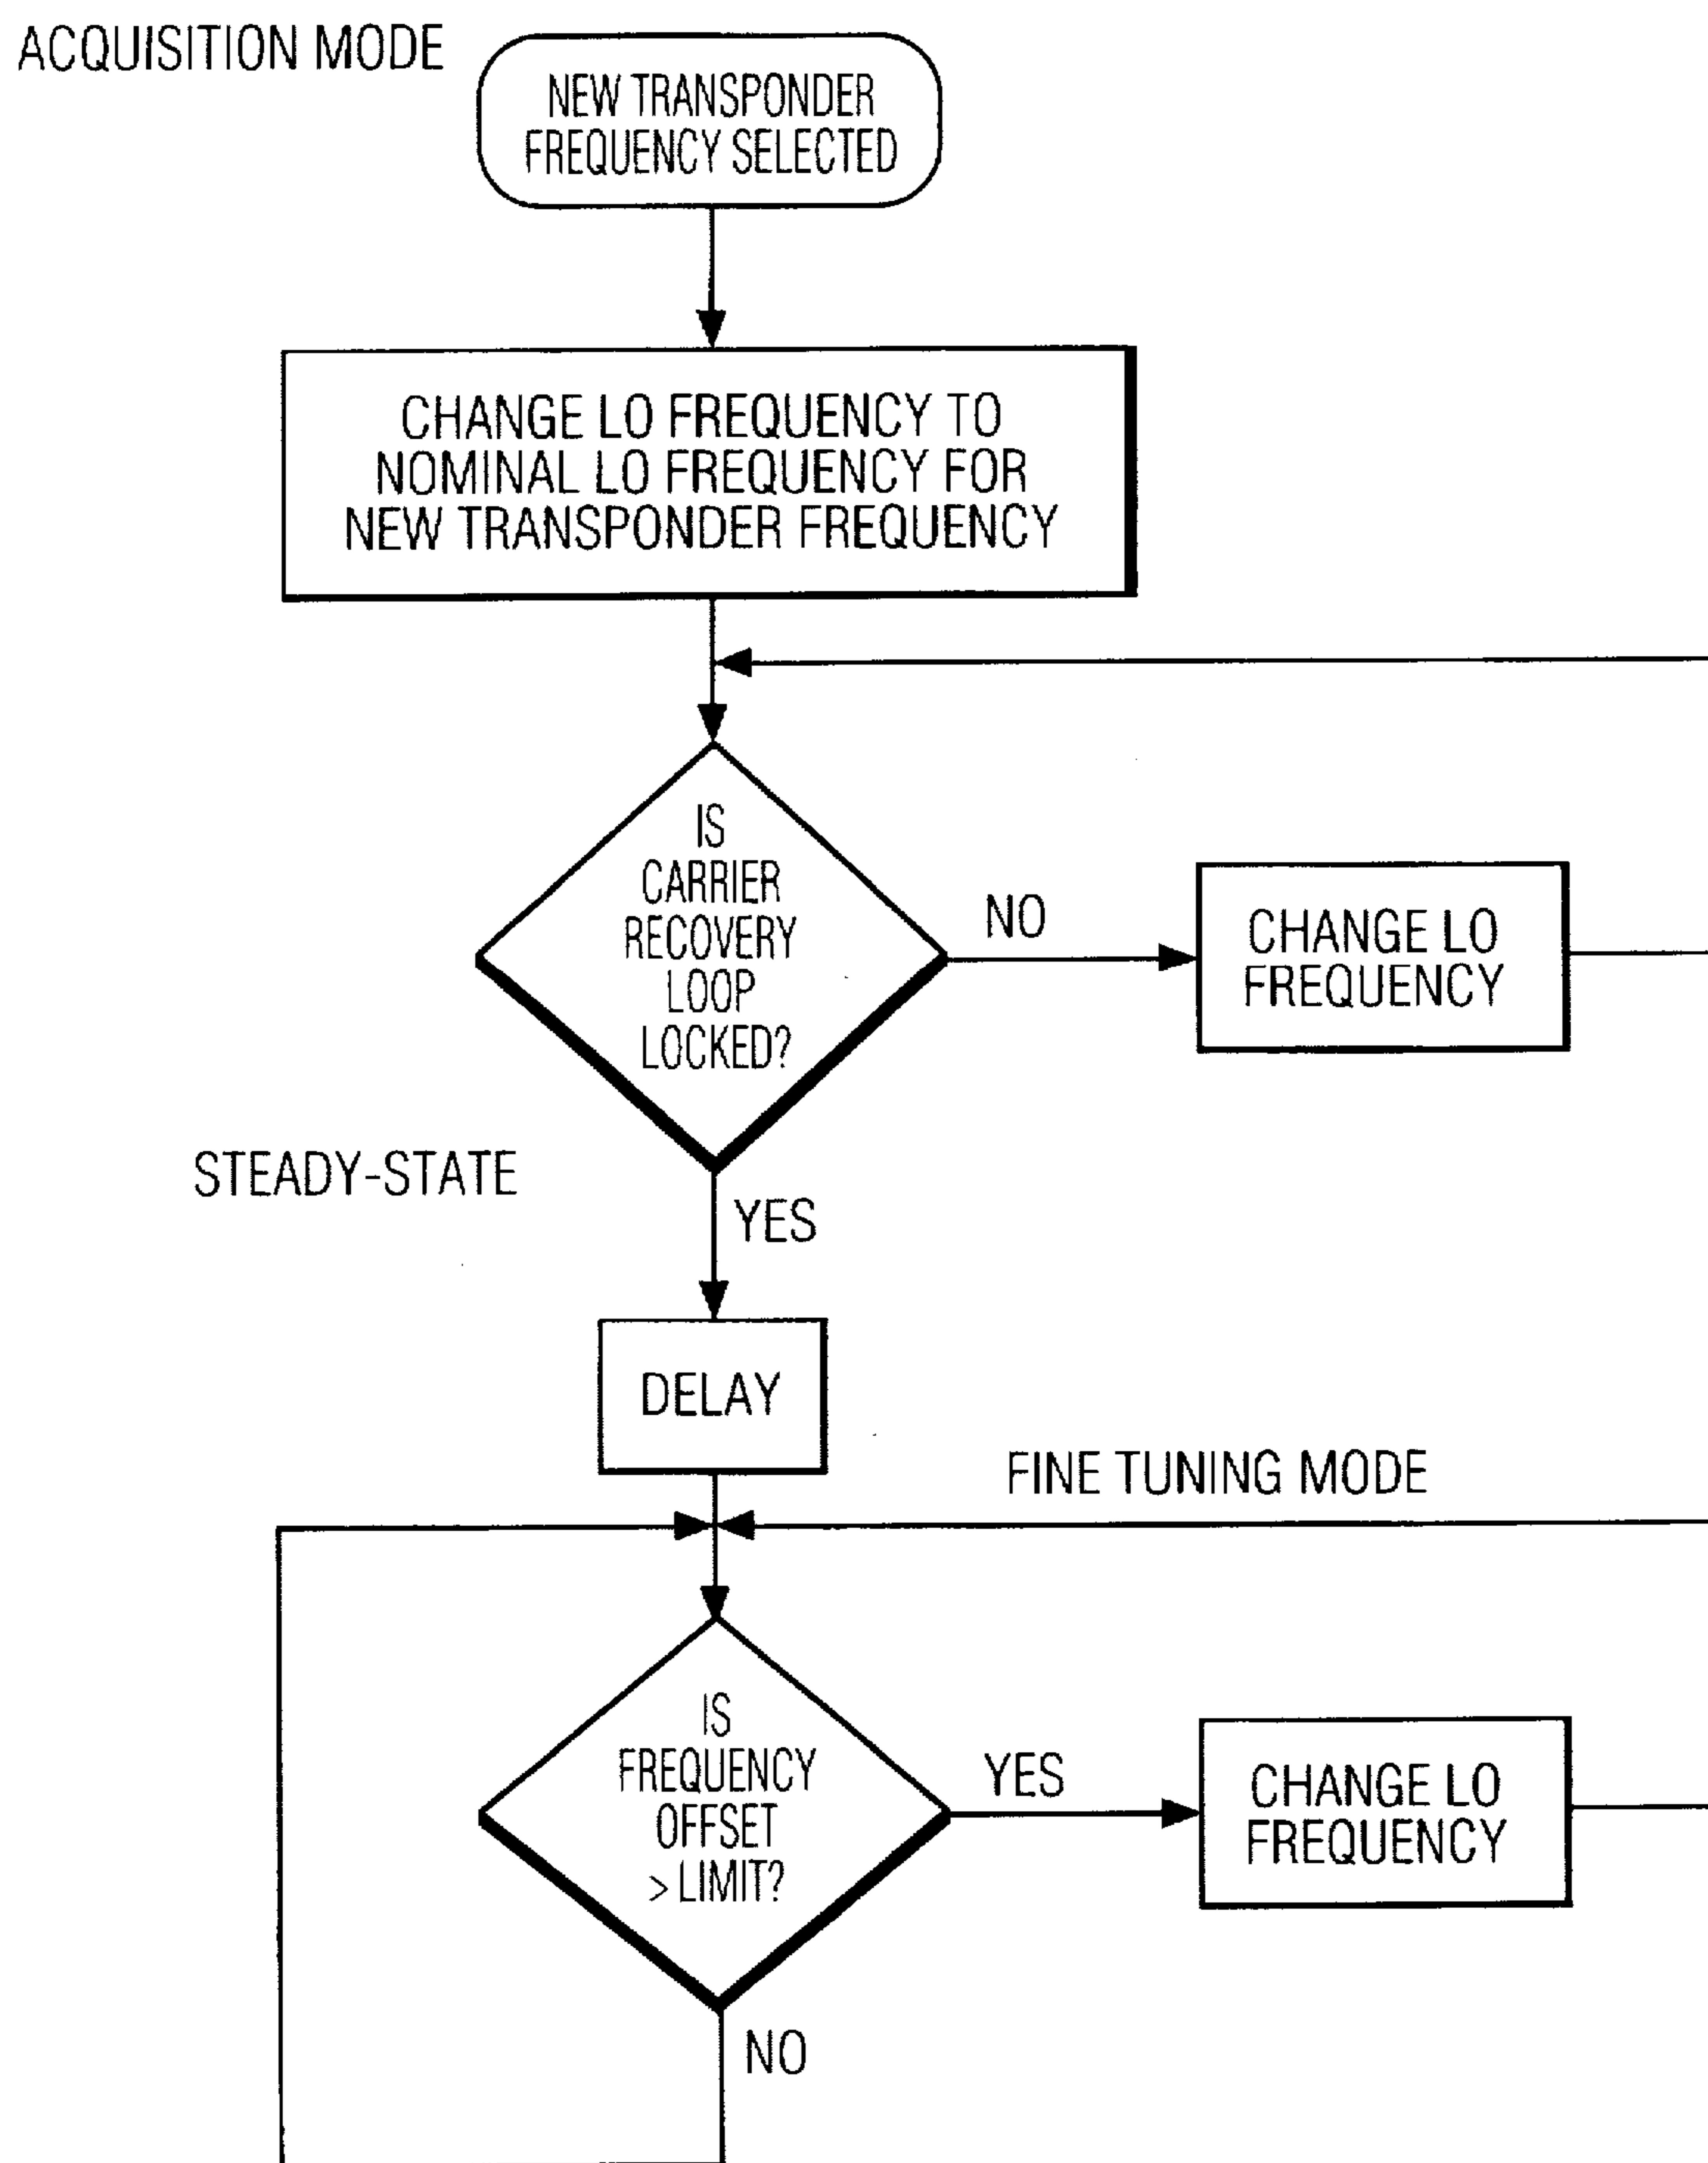 ACQUISITION MODE
NEW TRANSPONDER
FREQUENCY SELECTED
CHANGE LO FREQUENCY TO
NOMINAL LO FREQUENCY FOR
NEW TRANSPONDER FREQUENCY
IS
CARRIER
RECOVERY
LOOP
LOCKED?
NO
CHANGE LO
FREQUENCY
STEADY-STATE
YES
DELAY
FINE TUNING MODE
IS
FREQUENCY
OFFSET
> LIMIT?
YES
CHANGE LO
FREQUENCY
NO